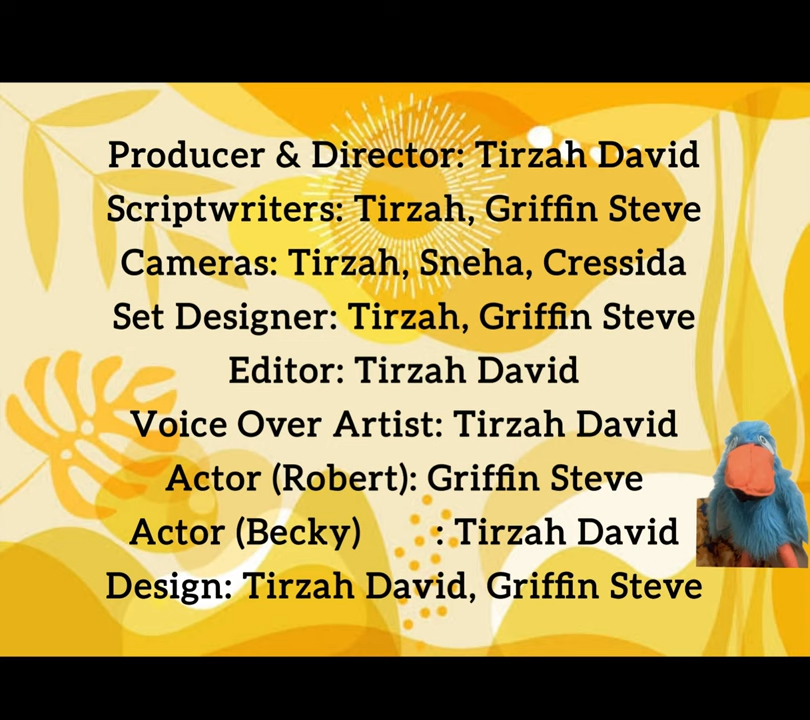 Producer & Director: Tirzah David
Scriptwriters: Tirzah, Griffin Steve
Cameras: Tirzah, Sneha, Cressida
Set Designer: Tirzah, Griffin Steve
Editor: Tirzah David
Voice Over Artist: Tirzah David
Actor (Robert): Griffin Steve
Actor (Becky) : Tirzah David
Design: Tirzah David, Griffin Steve